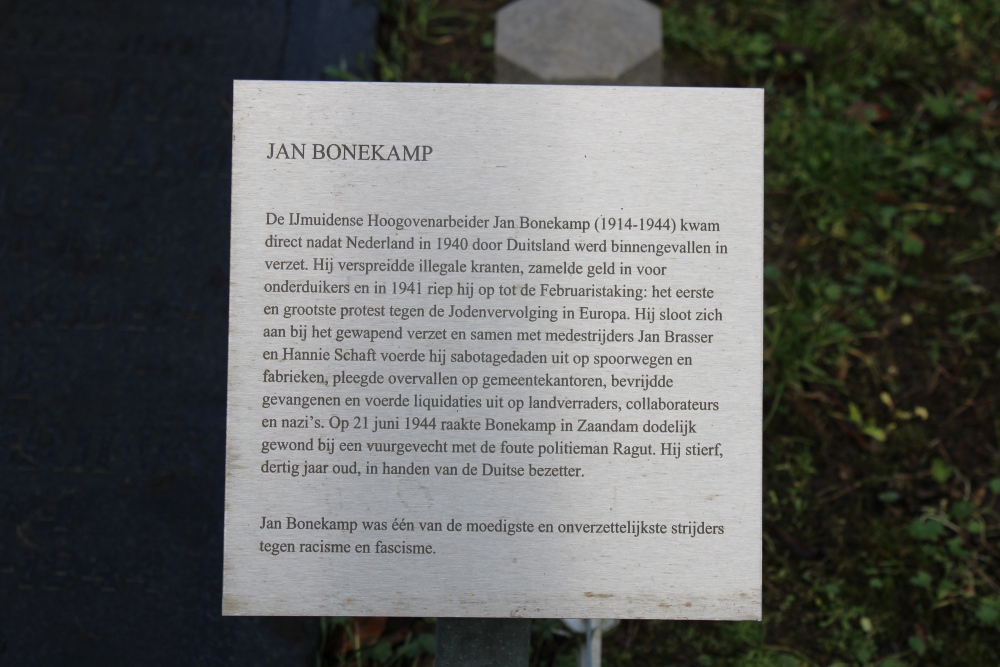 JAN BONEKAMP
De IJmuidense Hoogovenarbeider Jan Bonekamp (1914-1944) kwam
direct nadat Nederland in 1940 door Duitsland werd binnengevallen in
verzet. Hij verspreidde illegale kranten, zamelde geld in voor
onderduikers en in 1941 riep hij op tot de Februaristaking: het eerste
en grootste protest tegen de Jodenvervolging in Europa. Hij sloot zich
aan bij het gewapend verzet en samen met medestrijders Jan Brasser
en Hannie Schaft voerde hij sabotagedaden uit op spoorwegen en
fabrieken, pleegde overvallen op gemeentekantoren, bevrijdde
gevangenen en voerde liquidaties uit op landverraders, collaborateurs
en nazi's. Op 21 juni 1944 raakte Bonekamp in Zaandam dodelijk
gewond bij een vuurgevecht met de foute politieman Ragut. Hij stierf,
dertig jaar oud, in handen van de Duitse bezetter.
Jan Bonekamp was één van de moedigste en onverzettelijkste strijders
tegen racisme en fascisme.